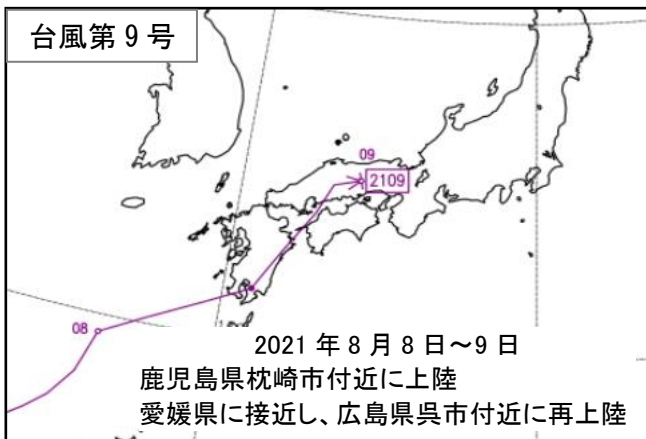 台風第9号
09
2109
08
2021年8月8日～9日
鹿児島県枕崎市付近に上陸
愛媛県に接近し、広島県呉市付近に再上陸